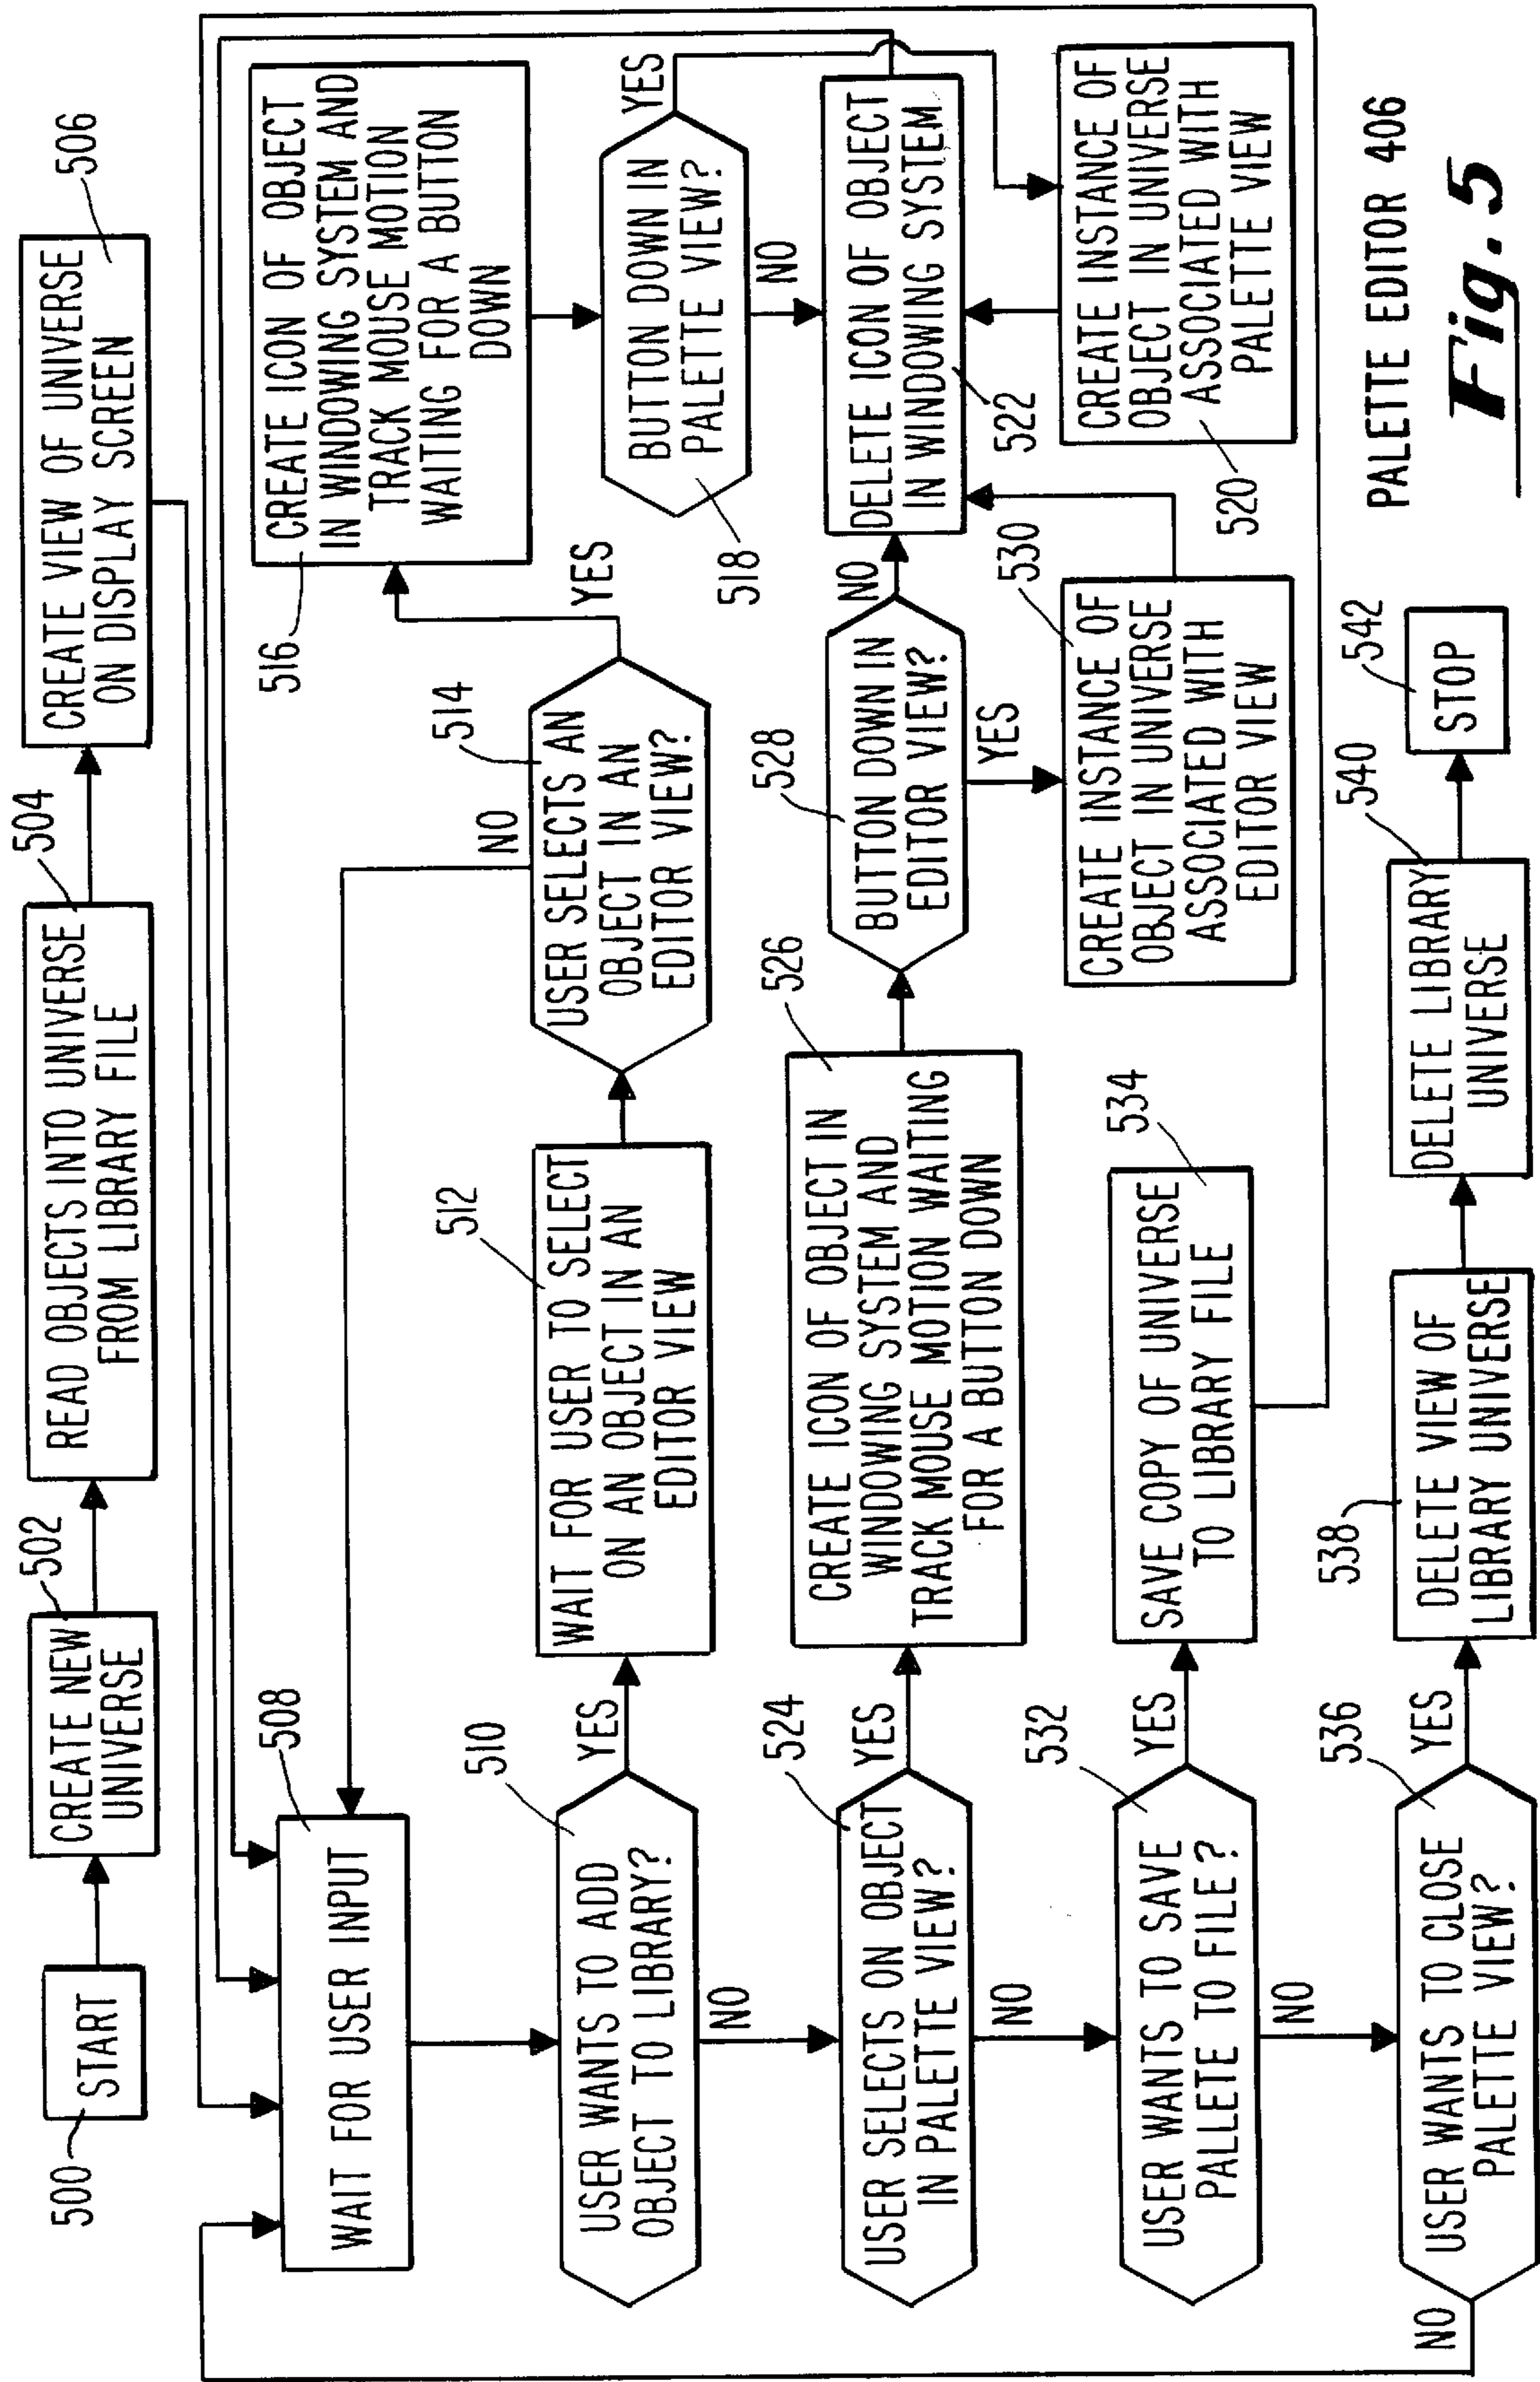 500
START
502
CREATE NEW
UNIVERSE
504
READ OBJECTS INTO UNIVERSE
FROM LIBRARY FILE
506
CREATE VIEW OF UNIVERSE
ON DISPLAY SCREEN
508
WAIT FOR USER INPUT
510
USER WANTS TO ADD
OBJECT TO LIBRARY?
YES
NO
512
WAIT FOR USER TO SELECT
ON AN OBJECT IN AN
EDITOR VIEW
514
USER SELECTS AN
OBJECT IN AN
EDITOR VIEW?
NO
YES
516
CREATE ICON OF OBJECT
IN WINDOWING SYSTEM AND
TRACK MOUSE MOTION
WAITING FOR A BUTTON
DOWN
518
BUTTON DOWN IN
PALETTE VIEW?
YES
NO
524
USER SELECTS ON OBJECT
IN PALETTE VIEW?
YES
NO
526
CREATE ICON OF OBJECT IN
WINDOWING SYSTEM AND
TRACK MOUSE MOTION WAITING
FOR A BUTTON DOWN
528
BUTTON DOWN IN
EDITOR VIEW?
NO
YES
DELETE ICON OF OBJECT
IN WINDOWING SYSTEM
522
530
CREATE INSTANCE OF
OBJECT IN UNIVERSE
ASSOCIATED WITH
EDITOR VIEW
520
CREATE INSTANCE OF
OBJECT IN UNIVERSE
ASSOCIATED WITH
PALETTE VIEW
532
USER WANTS TO SAVE
PALLETE TO FILE?
YES
NO
534
SAVE COPY OF UNIVERSE
TO LIBRARY FILE
536
USER WANTS TO CLOSE
PALETTE VIEW?
NO
YES
538
DELETE VIEW OF
LIBRARY UNIVERSE
540
DELETE LIBRARY
UNIVERSE
542
STOP
PALETTE EDITOR 406
Fig. 5